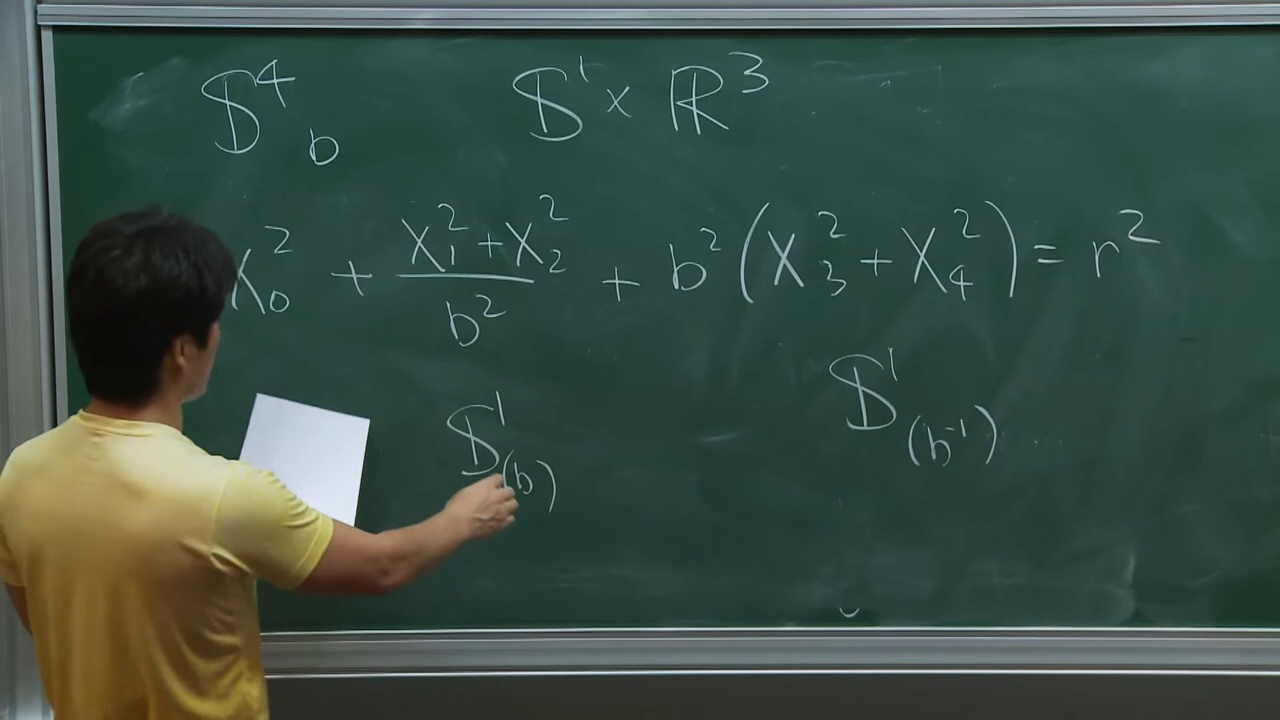 𝕊⁴_b 𝕊¹ × ℝ³
X₀² + (X₁² + X₂²)/b² + b²(X₃² + X₄²) = r²
𝕊¹_(b) 𝕊¹_(b⁻¹)